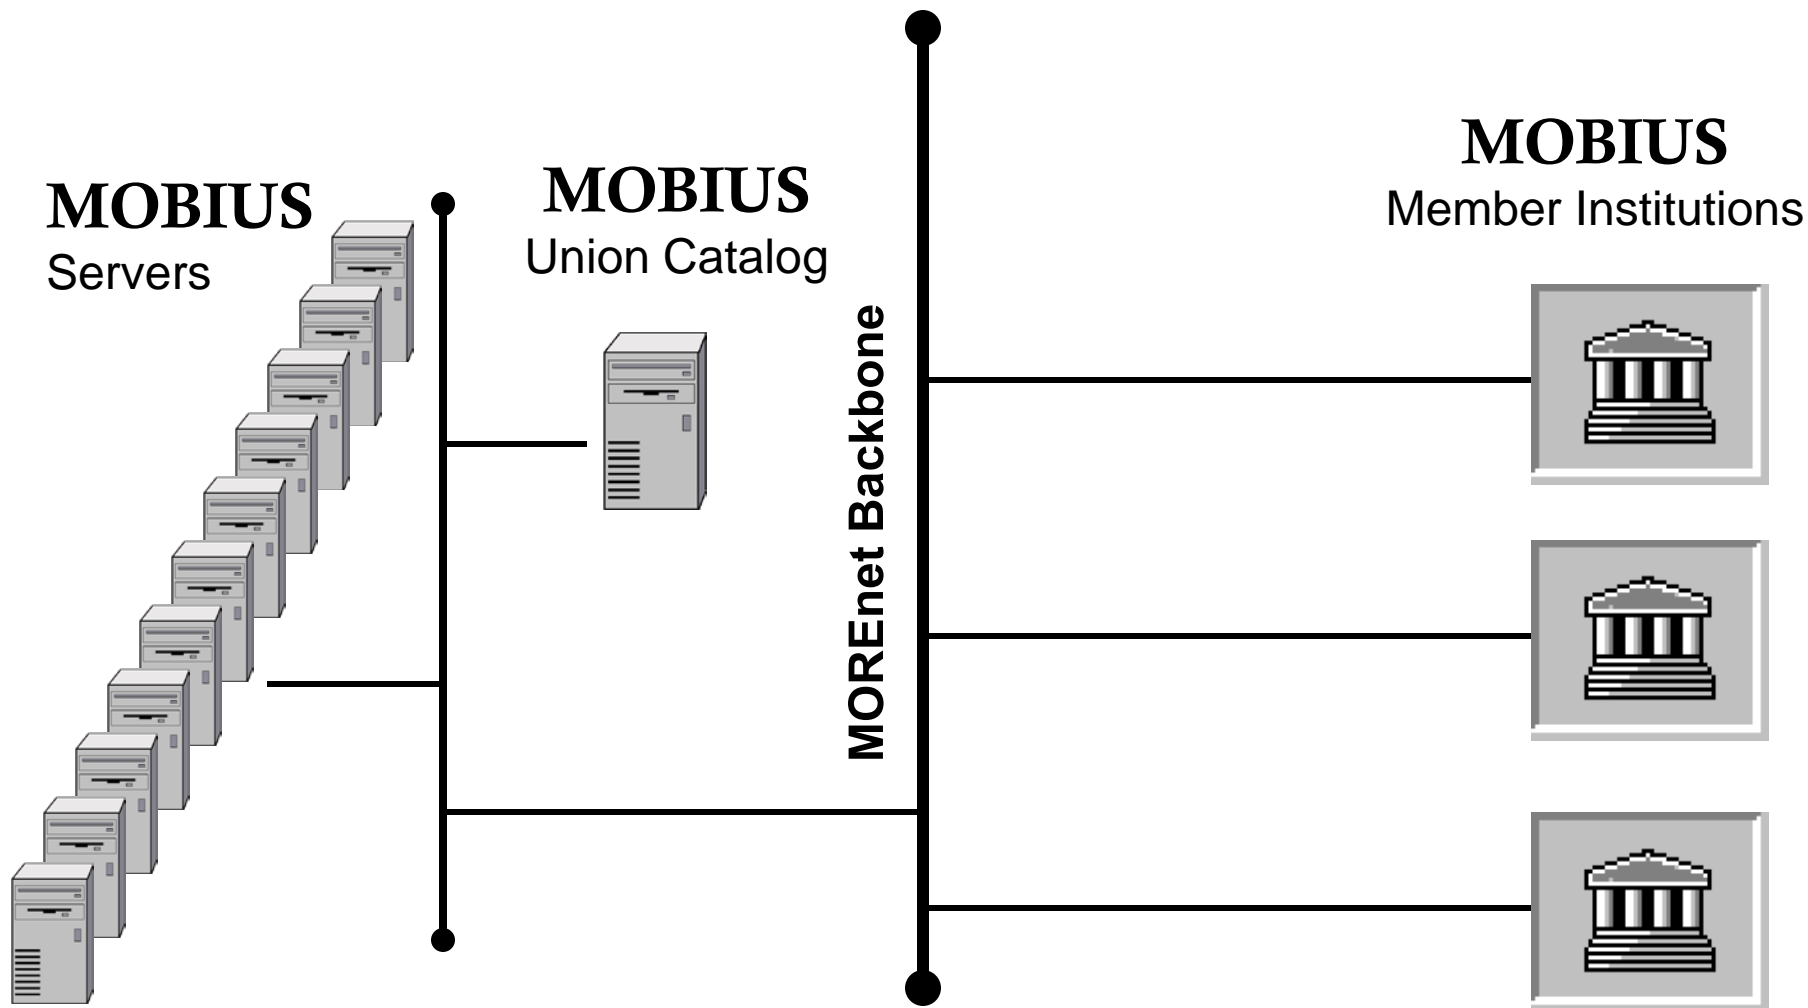 MOBIUS
Servers
MOBIUS
Union Catalog
MOREnet Backbone
MOBIUS
Member Institutions